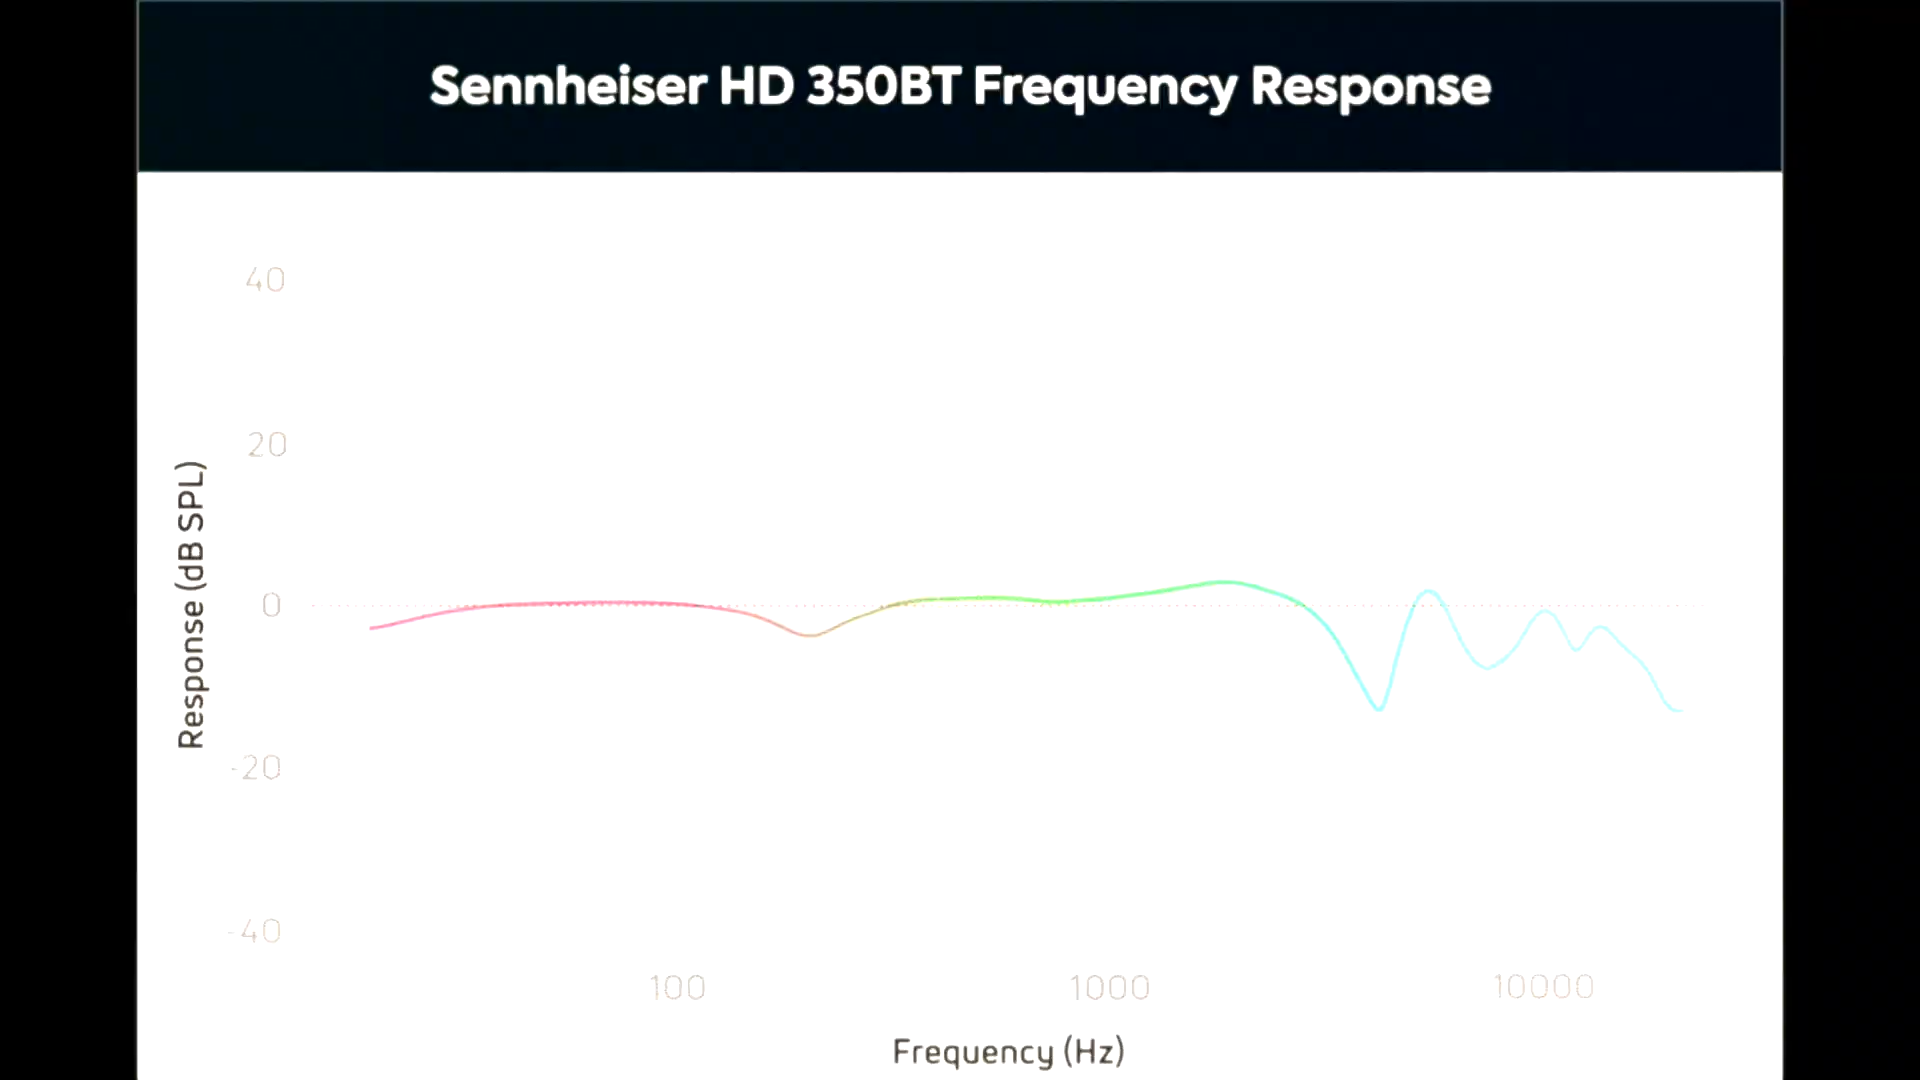 Sennheiser HD 350BT Frequency Response
40
20
0
-20
-40
Response (dB SPL)
100 1000 10000
Frequency (Hz)